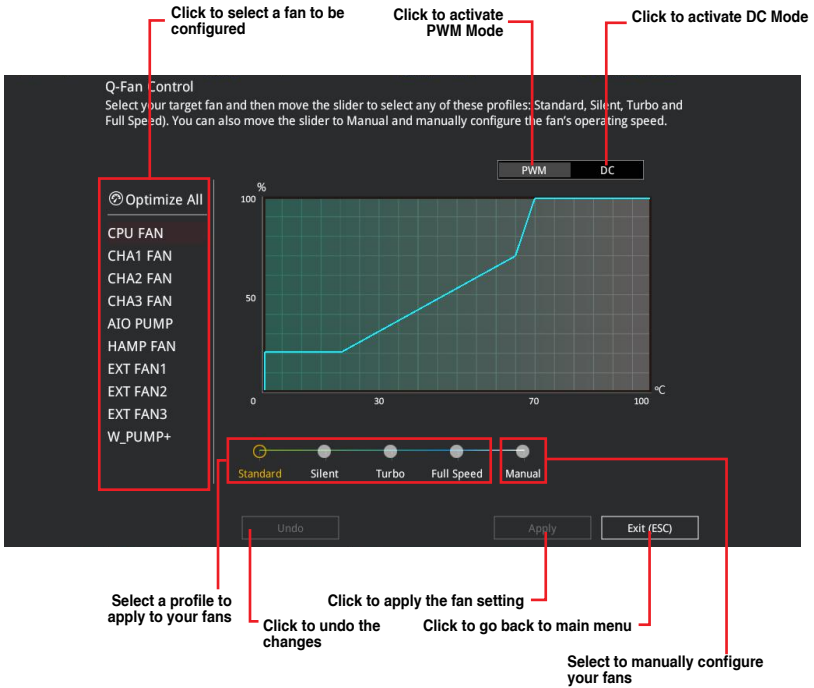 Click to select a fan to be
configured
Click to activate
PWM Mode
Click to activate DC Mode
Q-Fan Control
Select your target fan and then move the slider to select any of these profiles: Standard, Silent, Turbo and
Full Speed). You can also move the slider to Manual and manually configure the fan's operating speed.
PWM DC
Optimize All
CPU FAN
CHA1 FAN
CHA2 FAN
CHA3 FAN
AIO PUMP
HAMP FAN
EXT FAN1
EXT FAN2
EXT FAN3
W_PUMP+
%
100
50
0 30 70 100
ºC
Standard Silent Turbo Full Speed Manual
Undo Apply Exit (ESC)
Select a profile to
apply to your fans
Click to undo the
changes
Click to apply the fan setting
Click to go back to main menu
Select to manually configure
your fans